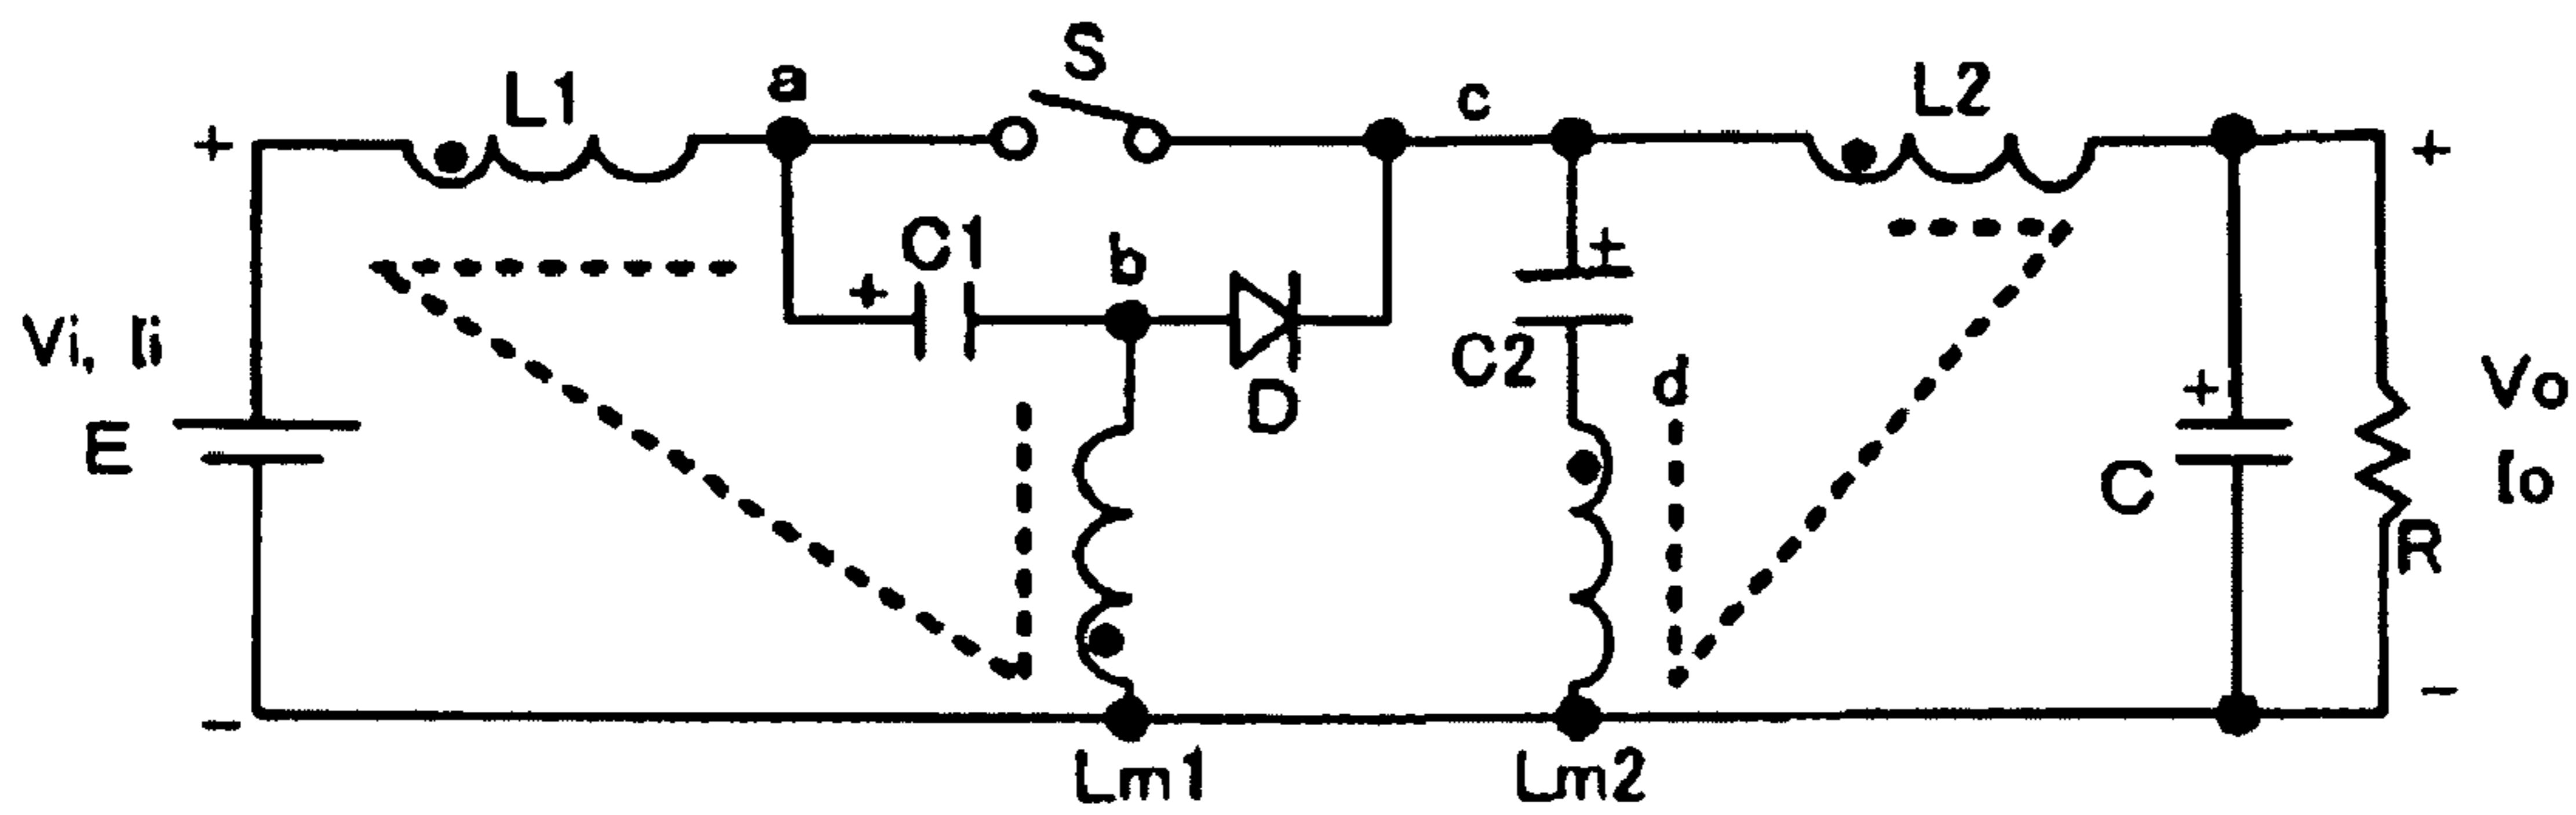 S
L1
a
c
L2
+
+
C1
b
+
+
Vi, Ii
C2
d
D
+
Vo
E
C
Io
R
−
−
Lm1
Lm2